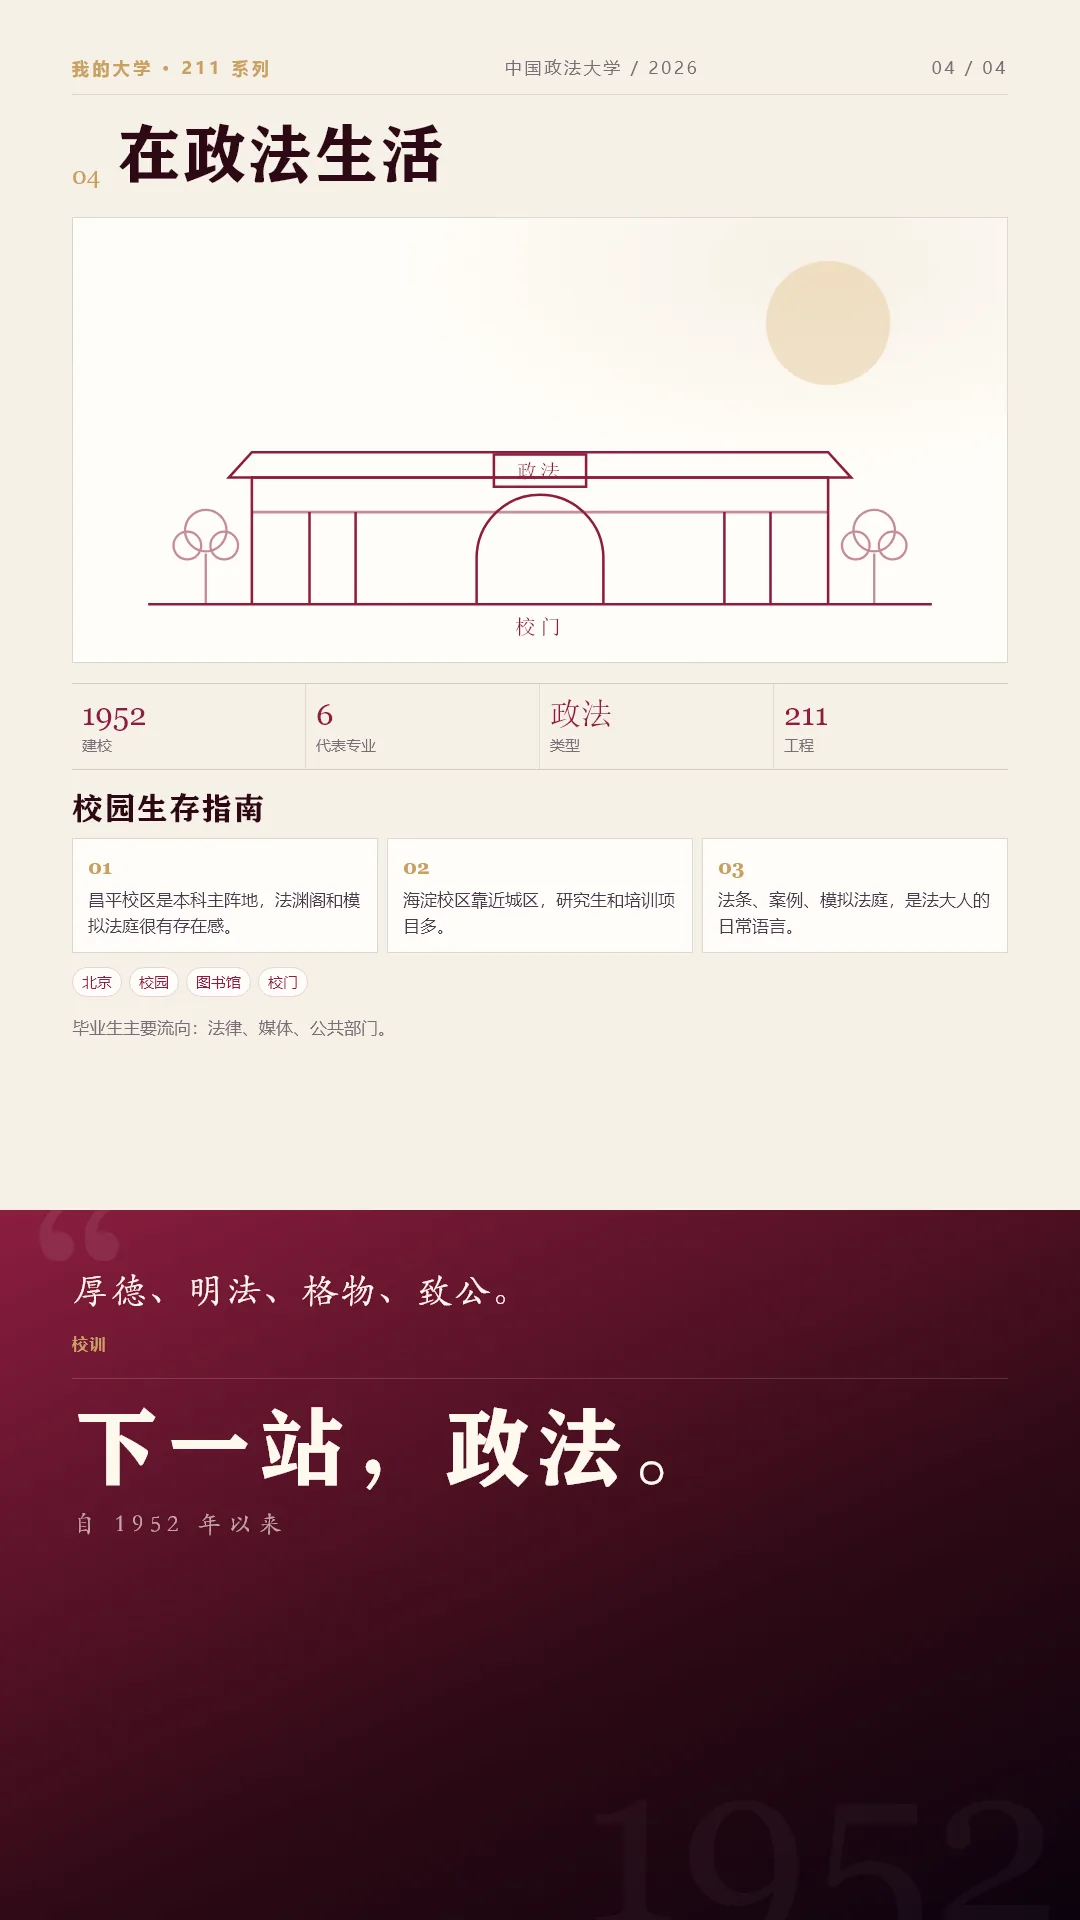 我的大学 • 211 系列
中国政法大学 / 2026
04 / 04
04 在政法生活
政法
校门
1952
建校
6
代表专业
政法
类型
211
工程
校园生存指南
01
昌平校区是本科主阵地，法渊阁和模
拟法庭很有存在感。
02
海淀校区靠近城区，研究生和培训项
目多。
03
法条、案例、模拟法庭，是法大人的
日常语言。
北京
校园
图书馆
校门
毕业生主要流向：法律、媒体、公共部门。
“
厚德、明法、格物、致公。
校训
下一站，政法。
自 1952 年以来
1952